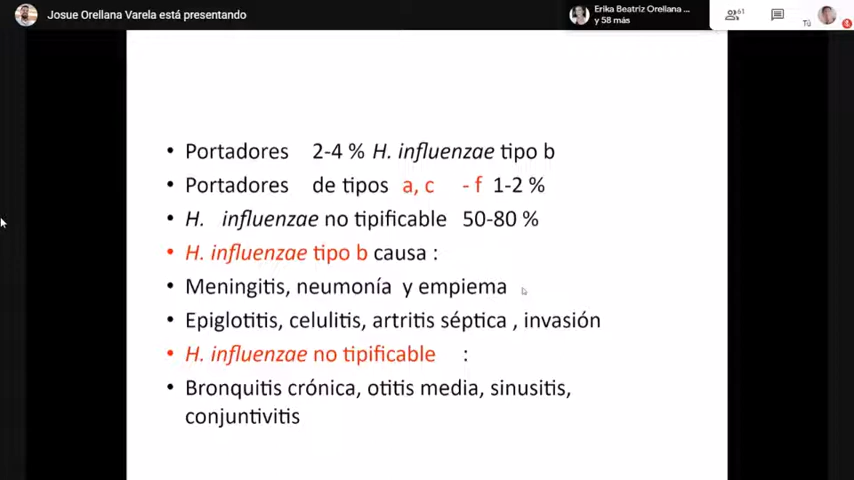 Josue Orellana Varela está presentando
Erika Beatriz Orellana ...
y 58 más
61
Tú
• Portadores 2-4 % H. influenzae tipo b
• Portadores de tipos a, c - f 1-2 %
• H. influenzae no tipificable 50-80 %
• H. influenzae tipo b causa :
• Meningitis, neumonía y empiema
• Epiglotitis, celulitis, artritis séptica , invasión
• H. influenzae no tipificable :
• Bronquitis crónica, otitis media, sinusitis,
conjuntivitis